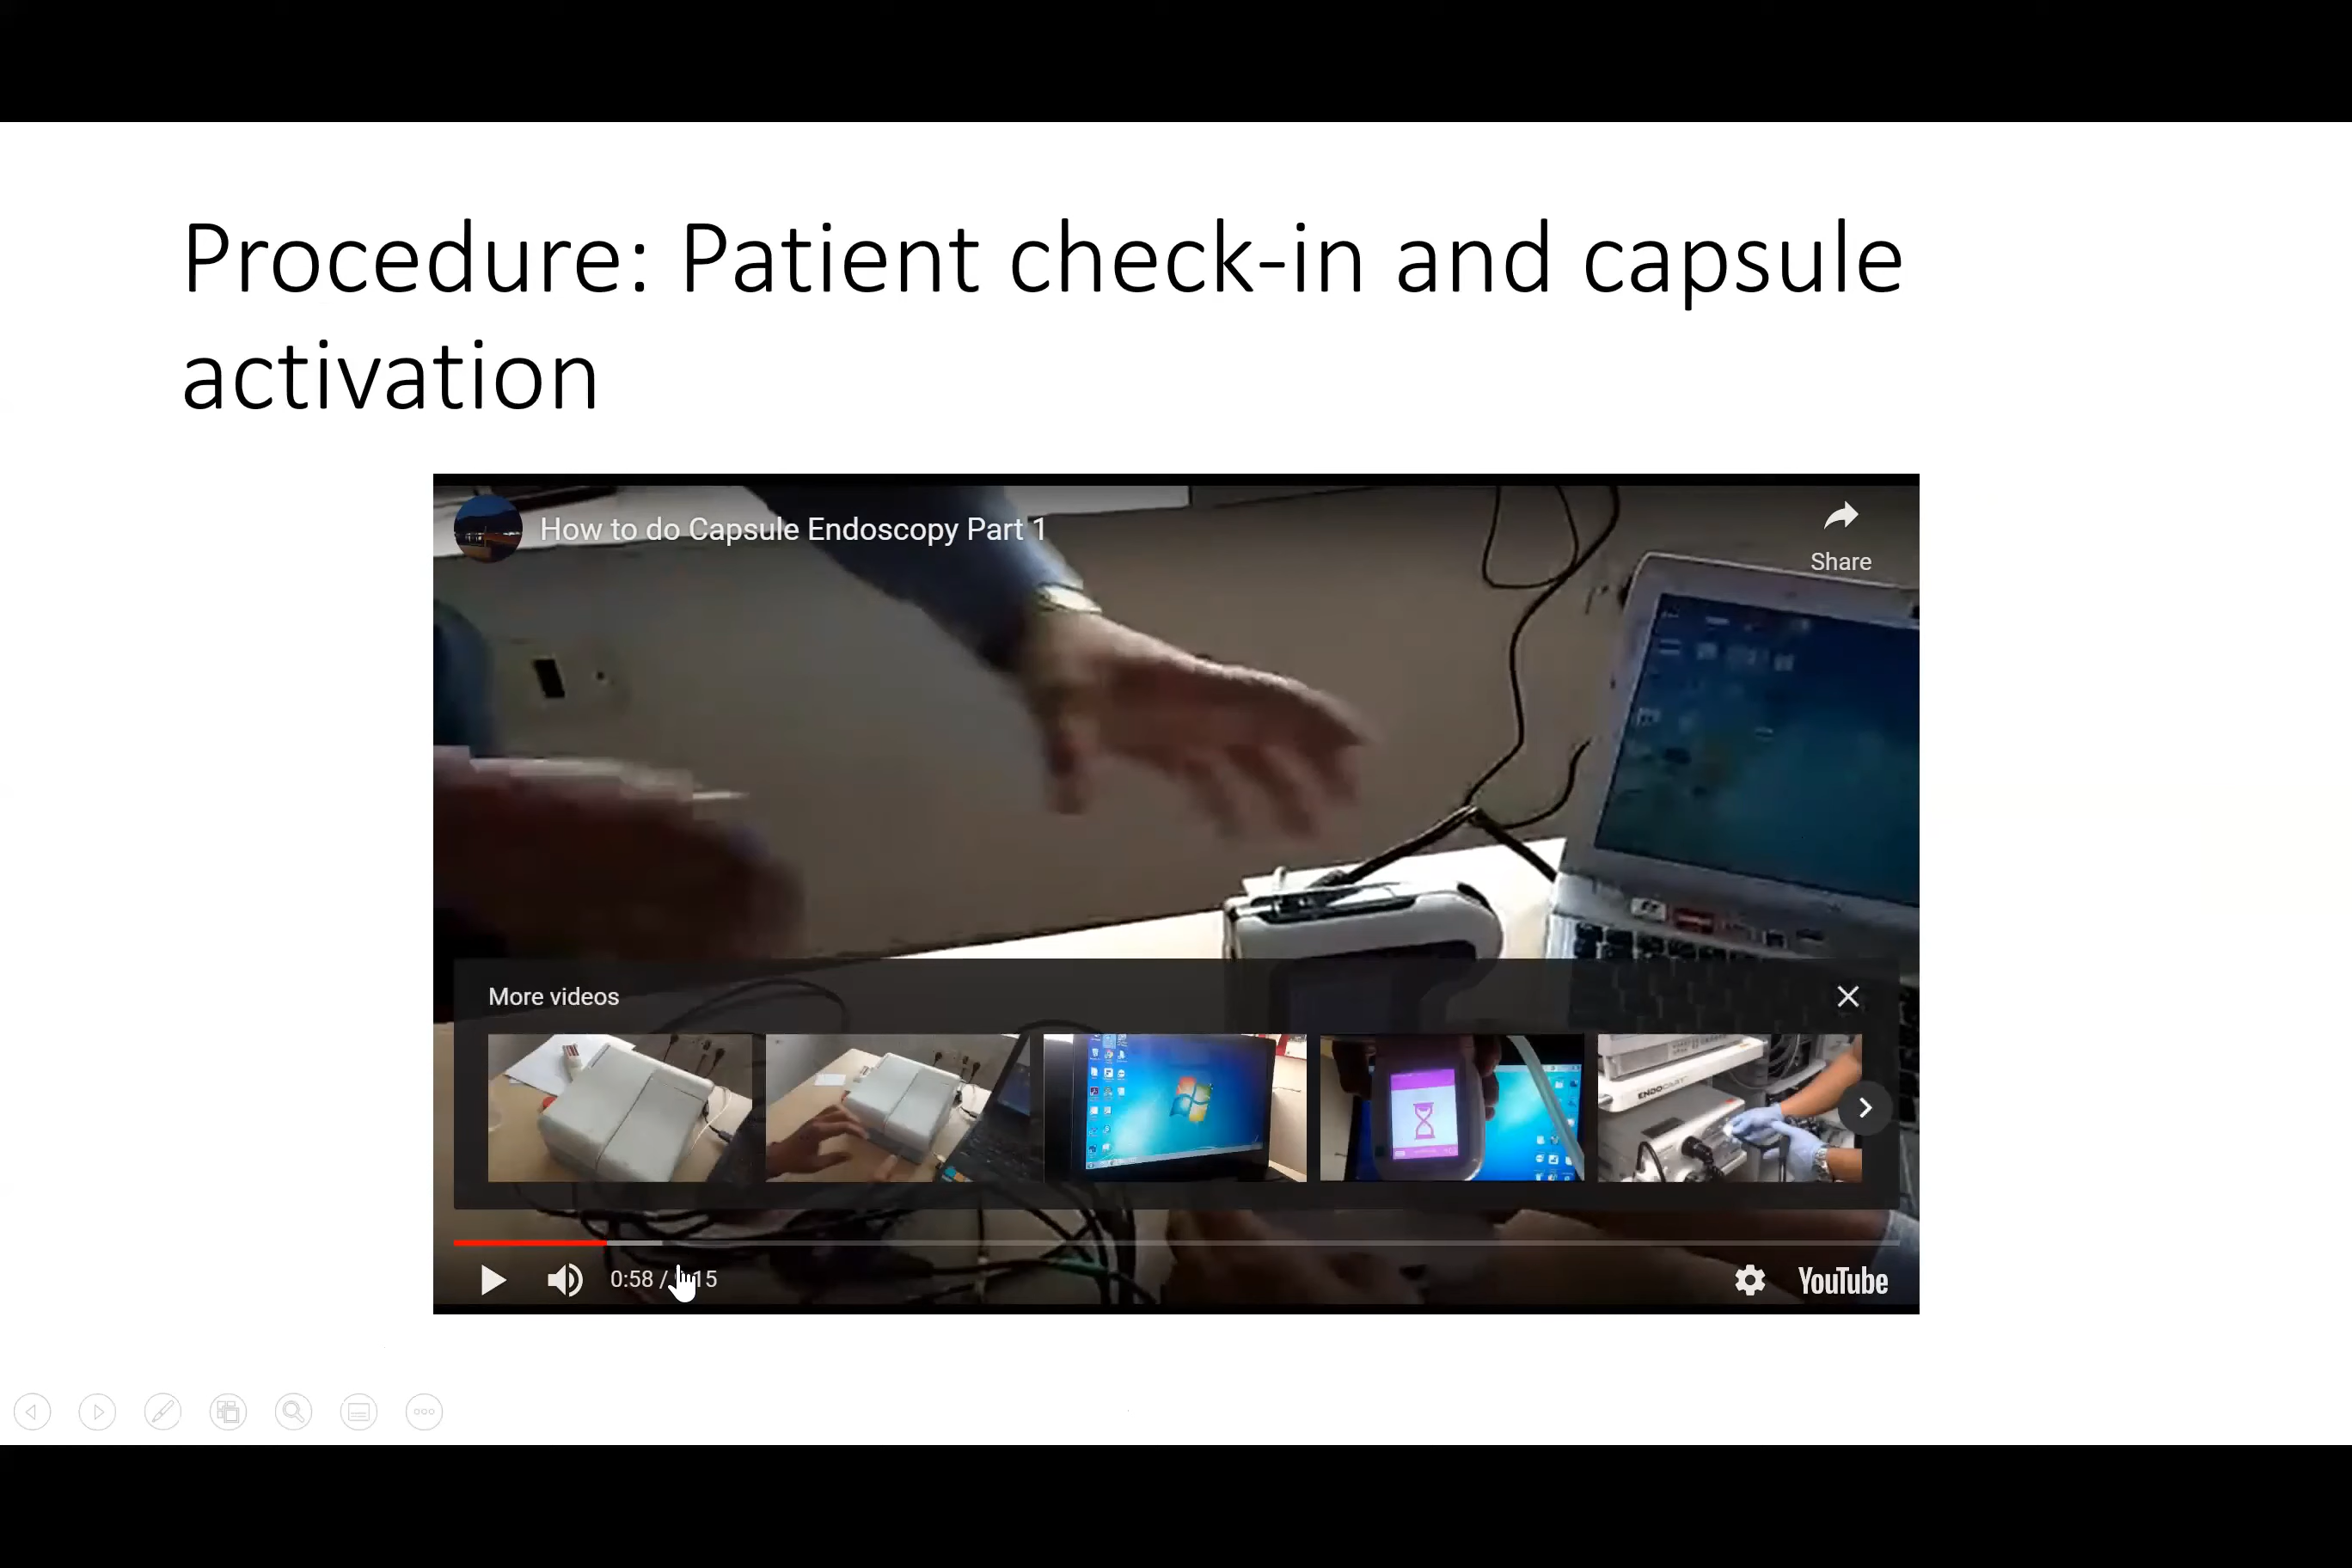 Procedure: Patient check-in and capsule
activation
How to do Capsule Endoscopy Part 1
Share
More videos
ENDOCART
0:58 / 15
YouTube